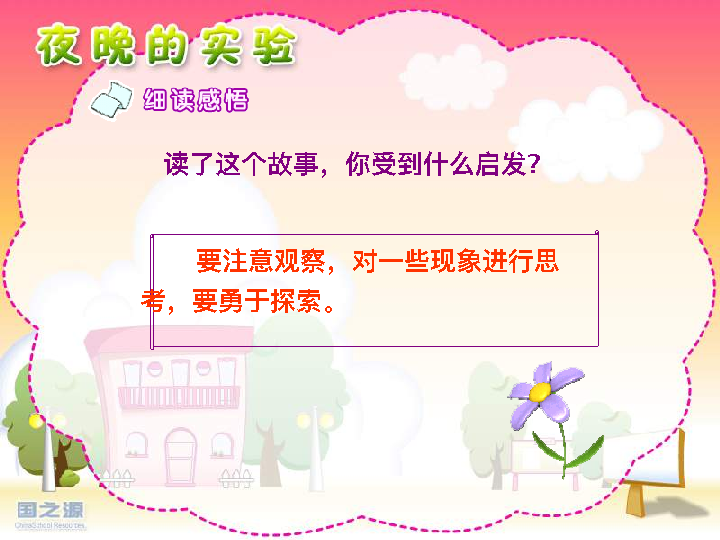 夜晚的实验
细读感悟
读了这个故事，你受到什么启发？
要注意观察，对一些现象进行思
考，要勇于探索。
国之源